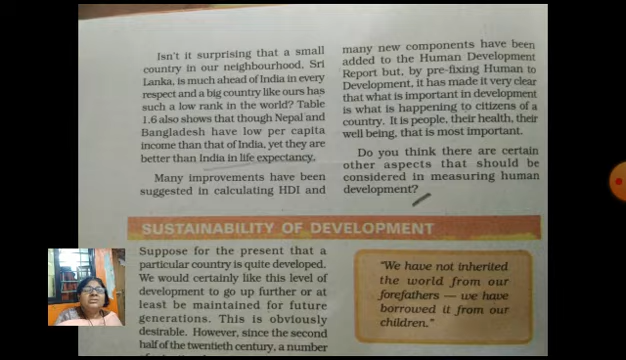 Isn't it surprising that a small
country in our neighbourhood, Sri
Lanka, is much ahead of India in every
respect and a big country like ours has
such a low rank in the world? Table
1.6 also shows that though Nepal and
Bangladesh have low per capita
income than that of India, yet they are
better than India in life expectancy.
Many improvements have been
suggested in calculating HDI and
many new components have been
added to the Human Development
Report but, by pre-fixing Human to
Development, it has made it very clear
that what is important in development
is what is happening to citizens of a
country. It is people, their health, their
well being, that is most important.
Do you think there are certain
other aspects that should be
considered in measuring human
development?
SUSTAINABILITY OF DEVELOPMENT
Suppose for the present that a
particular country is quite developed.
We would certainly like this level of
development to go up further or at
least be maintained for future
generations. This is obviously
desirable. However, since the second
half of the twentieth century, a number
"We have not inherited
the world from our
forefathers — we have
borrowed it from our
children."